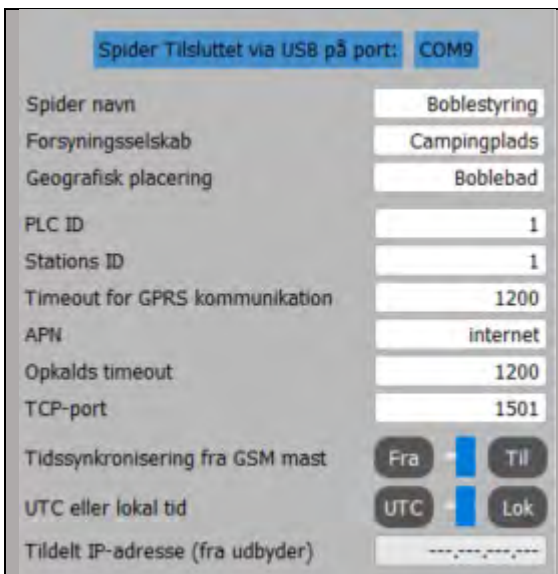 Spider Tilsluttet via USB på port: COM9
Spider navn Boblestyring
Forsyningsselskab Campingplads
Geografisk placering Boblebad
PLC ID 1
Stations ID 1
Timeout for GPRS kommunikation 1200
APN internet
Opkalds timeout 1200
TCP-port 1501
Tidssynkronisering fra GSM mast Fra Til
UTC eller lokal tid UTC Lok
Tildelt IP-adresse (fra udbyder) ---.---.---.---